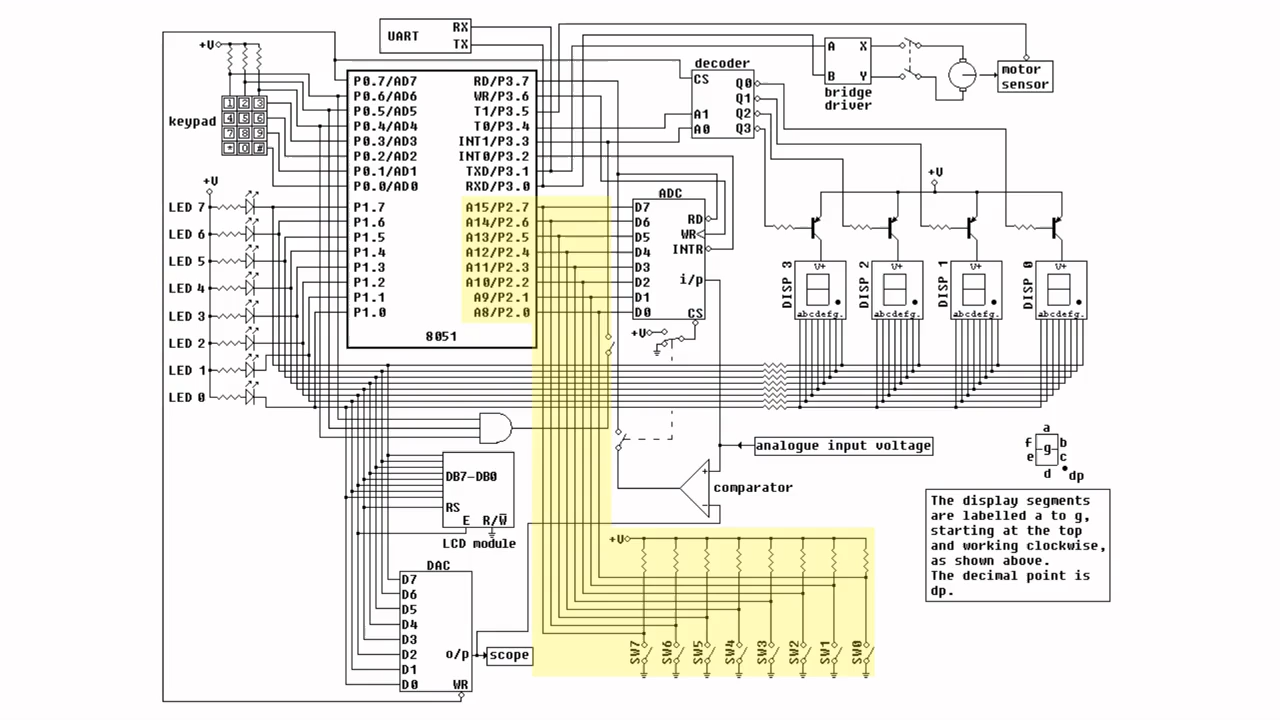 UART
RX
TX
+V
keypad
1 2 3
4 5 6
7 8 9
* 0 #
P0.7/AD7
P0.6/AD6
P0.5/AD5
P0.4/AD4
P0.3/AD3
P0.2/AD2
P0.1/AD1
P0.0/AD0
P1.7
P1.6
P1.5
P1.4
P1.3
P1.2
P1.1
P1.0
RD/P3.7
WR/P3.6
T1/P3.5
T0/P3.4
INT1/P3.3
INT0/P3.2
TXD/P3.1
RXD/P3.0
A15/P2.7
A14/P2.6
A13/P2.5
A12/P2.4
A11/P2.3
A10/P2.2
A9/P2.1
A8/P2.0
8051
+V
LED 7
LED 6
LED 5
LED 4
LED 3
LED 2
LED 1
LED 0
decoder
CS
A1
A0
Q0
Q1
Q2
Q3
A X
B Y
bridge
driver
motor
sensor
ADC
D7
D6
D5
D4
D3
D2
D1
D0
RD
WR
INTR
i/p
CS
+V
+V
DISP 3
V+
abcdefg.
DISP 2
V+
abcdefg.
DISP 1
V+
abcdefg.
DISP 0
V+
abcdefg.
analogue input voltage
comparator
+
-
a
f b
g
e c
d dp
The display segments
are labelled a to g,
starting at the top
and working clockwise,
as shown above.
The decimal point is
dp.
DB7-DB0
RS
E R/W̅
LCD module
DAC
D7
D6
D5
D4
D3
D2
D1
D0
o/p
WR
scope
+V
SW7 SW6 SW5 SW4 SW3 SW2 SW1 SW0